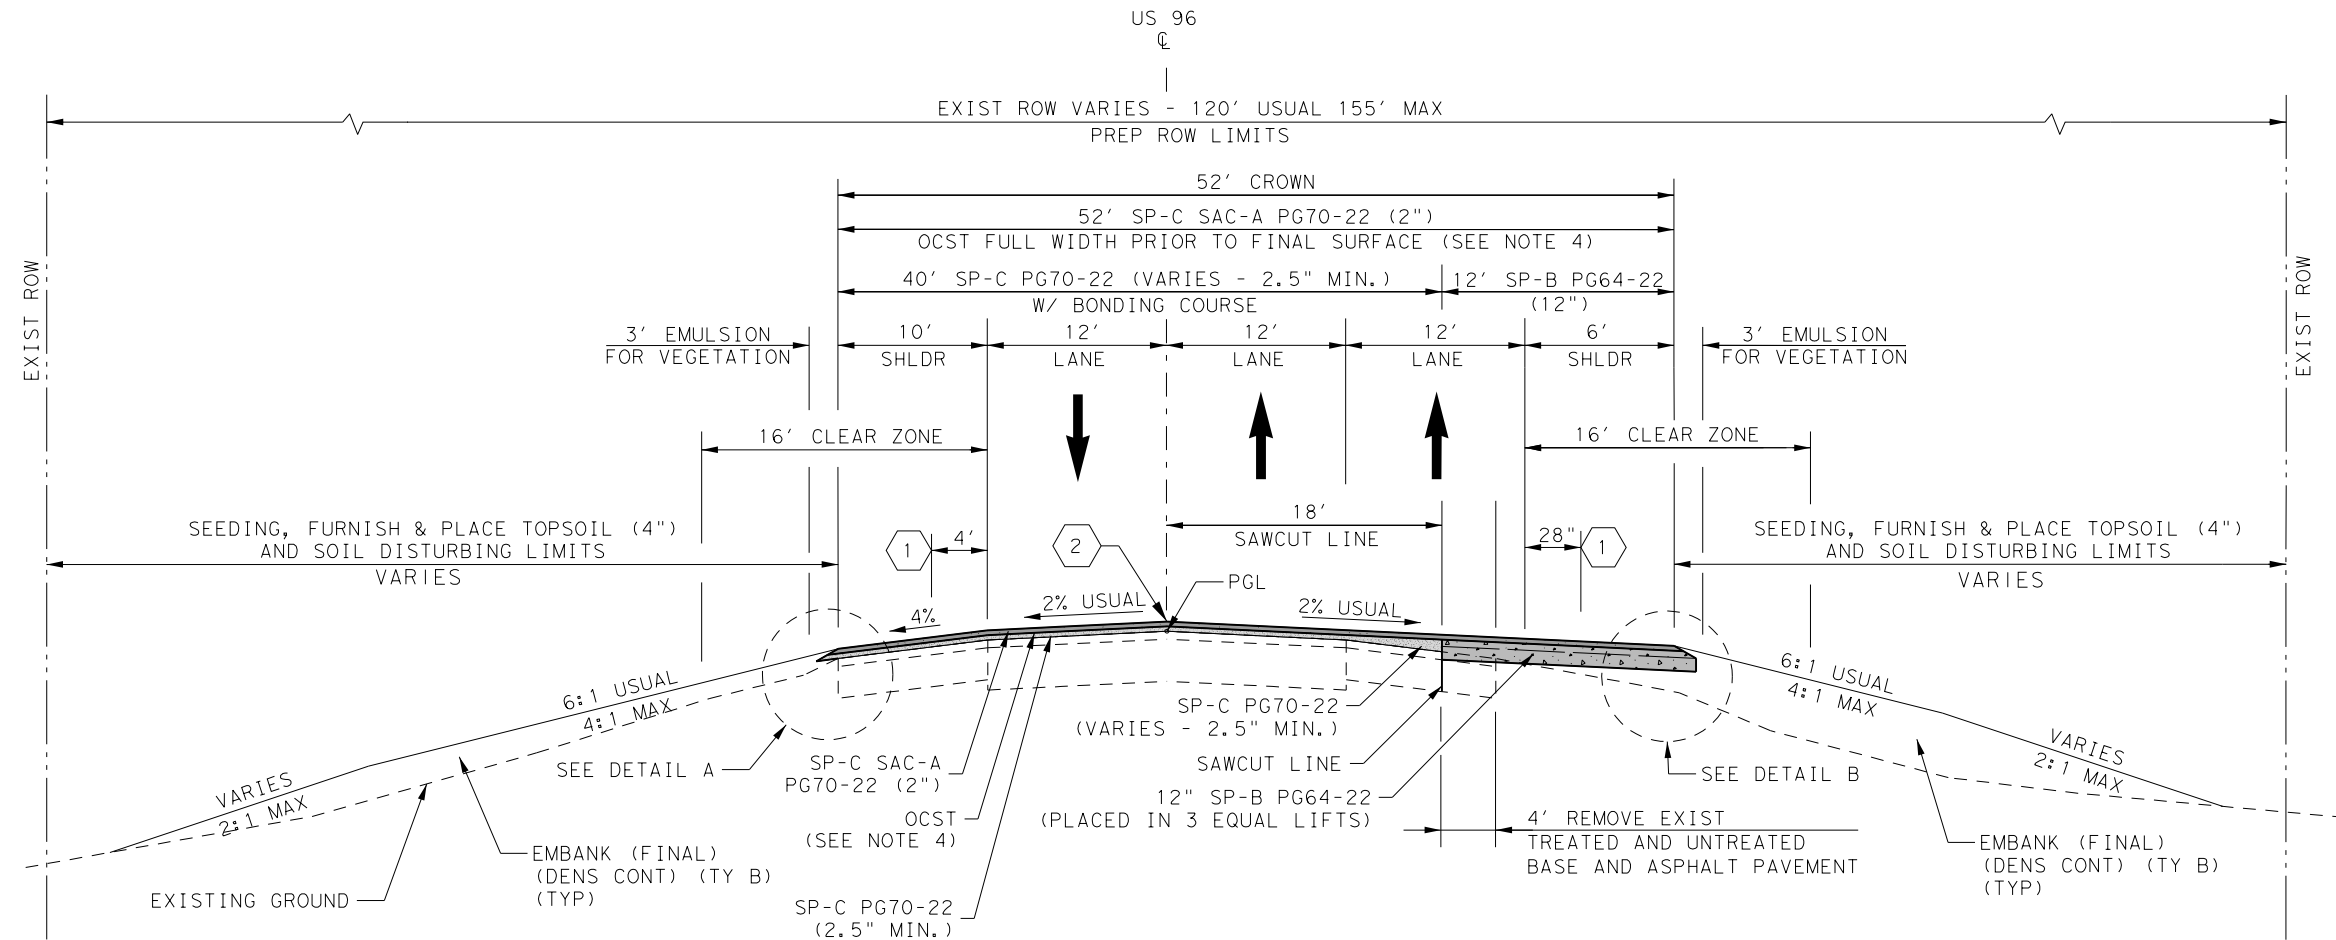 US 96
℄
EXIST ROW VARIES - 120' USUAL 155' MAX
PREP ROW LIMITS
52' CROWN
52' SP-C SAC-A PG70-22 (2")
OCST FULL WIDTH PRIOR TO FINAL SURFACE (SEE NOTE 4)
40' SP-C PG70-22 (VARIES - 2.5" MIN.)
W/ BONDING COURSE
12' SP-B PG64-22
(12")
EXIST ROW
EXIST ROW
3' EMULSION
FOR VEGETATION
10'
SHLDR
12'
LANE
12'
LANE
12'
LANE
6'
SHLDR
3' EMULSION
FOR VEGETATION
16' CLEAR ZONE
16' CLEAR ZONE
SEEDING, FURNISH & PLACE TOPSOIL (4")
AND SOIL DISTURBING LIMITS
VARIES
1
4'
2
18'
SAWCUT LINE
28"
1
SEEDING, FURNISH & PLACE TOPSOIL (4")
AND SOIL DISTURBING LIMITS
VARIES
PGL
4%
2% USUAL
2% USUAL
6:1 USUAL
4:1 MAX
6:1 USUAL
4:1 MAX
VARIES
2:1 MAX
VARIES
2:1 MAX
SEE DETAIL A
SP-C SAC-A
PG70-22 (2")
OCST
(SEE NOTE 4)
SP-C PG70-22
(2.5" MIN.)
SP-C PG70-22
(VARIES - 2.5" MIN.)
SAWCUT LINE
12" SP-B PG64-22
(PLACED IN 3 EQUAL LIFTS)
SEE DETAIL B
4' REMOVE EXIST
TREATED AND UNTREATED
BASE AND ASPHALT PAVEMENT
EMBANK (FINAL)
(DENS CONT) (TY B)
(TYP)
EXISTING GROUND
EMBANK (FINAL)
(DENS CONT) (TY B)
(TYP)